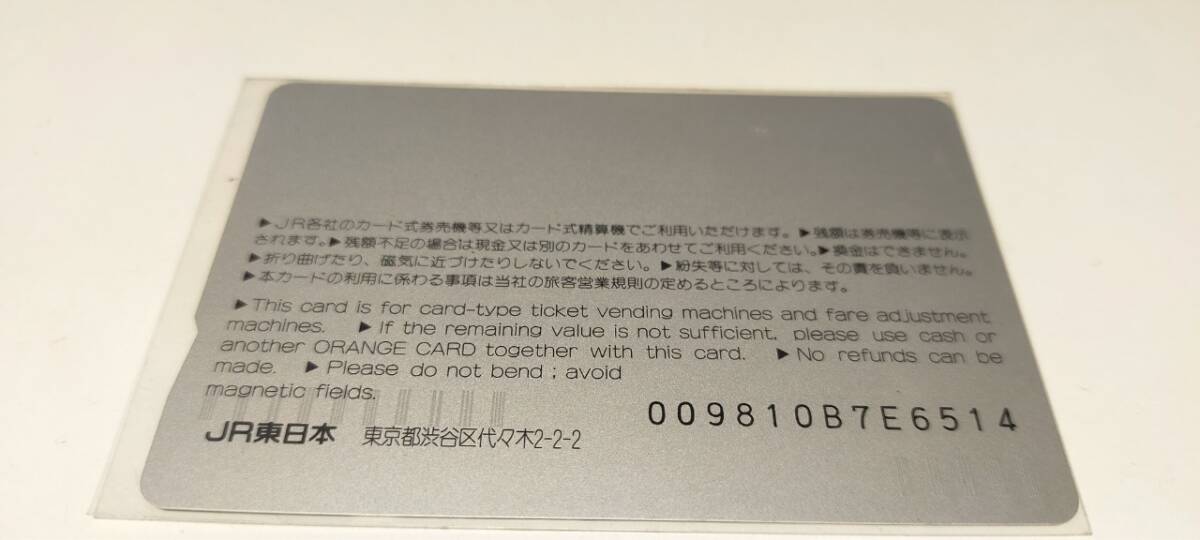 ▶JR各社のカード式券売機等又はカード式精算機でご利用いただけます。▶残額は券売機等に表示
されます。▶残額不足の場合は現金又は別のカードをあわせてご利用ください。▶換金はできません。
▶折り曲げたり、磁気に近づけたりしないでください。▶紛失等に対しては、その責を負いません。
▶本カードの利用に係わる事項は当社の旅客営業規則の定めるところによります。
▶This card is for card-type ticket vending machines and fare adjustment
machines. ▶If the remaining value is not sufficient, please use cash or
another ORANGE CARD together with this card. ▶No refunds can be
made. ▶Please do not bend; avoid
magnetic fields.
009810B7E6514
JR東日本 東京都渋谷区代々木2-2-2